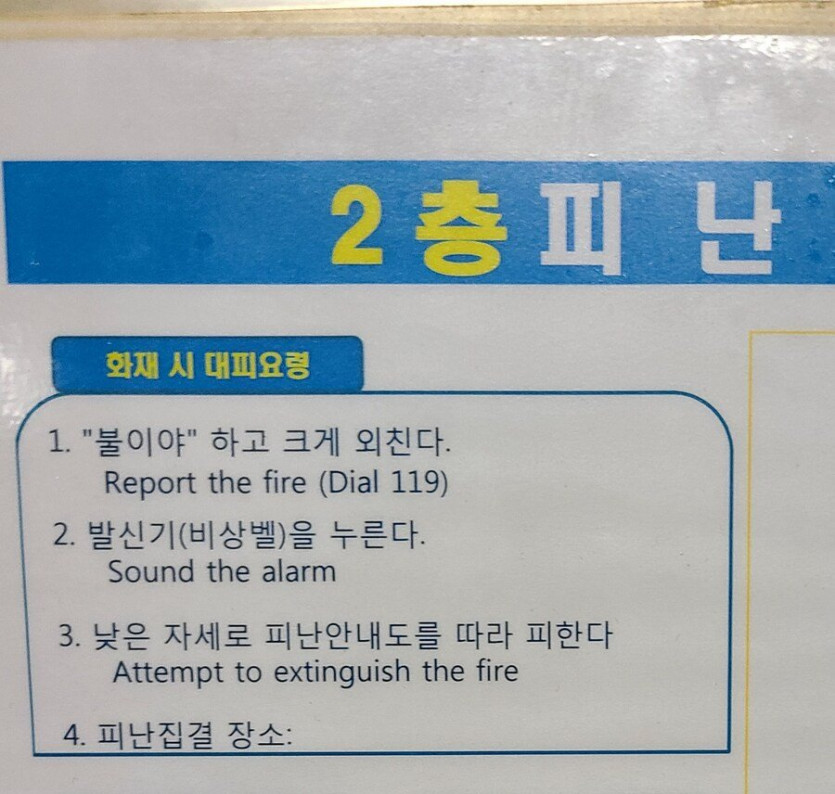 2층 피 난
화재 시 대피요령
1. "불이야" 하고 크게 외친다.
Report the fire (Dial 119)
2. 발신기(비상벨)을 누른다.
Sound the alarm
3. 낮은 자세로 피난안내도를 따라 피한다
Attempt to extinguish the fire
4. 피난집결 장소: